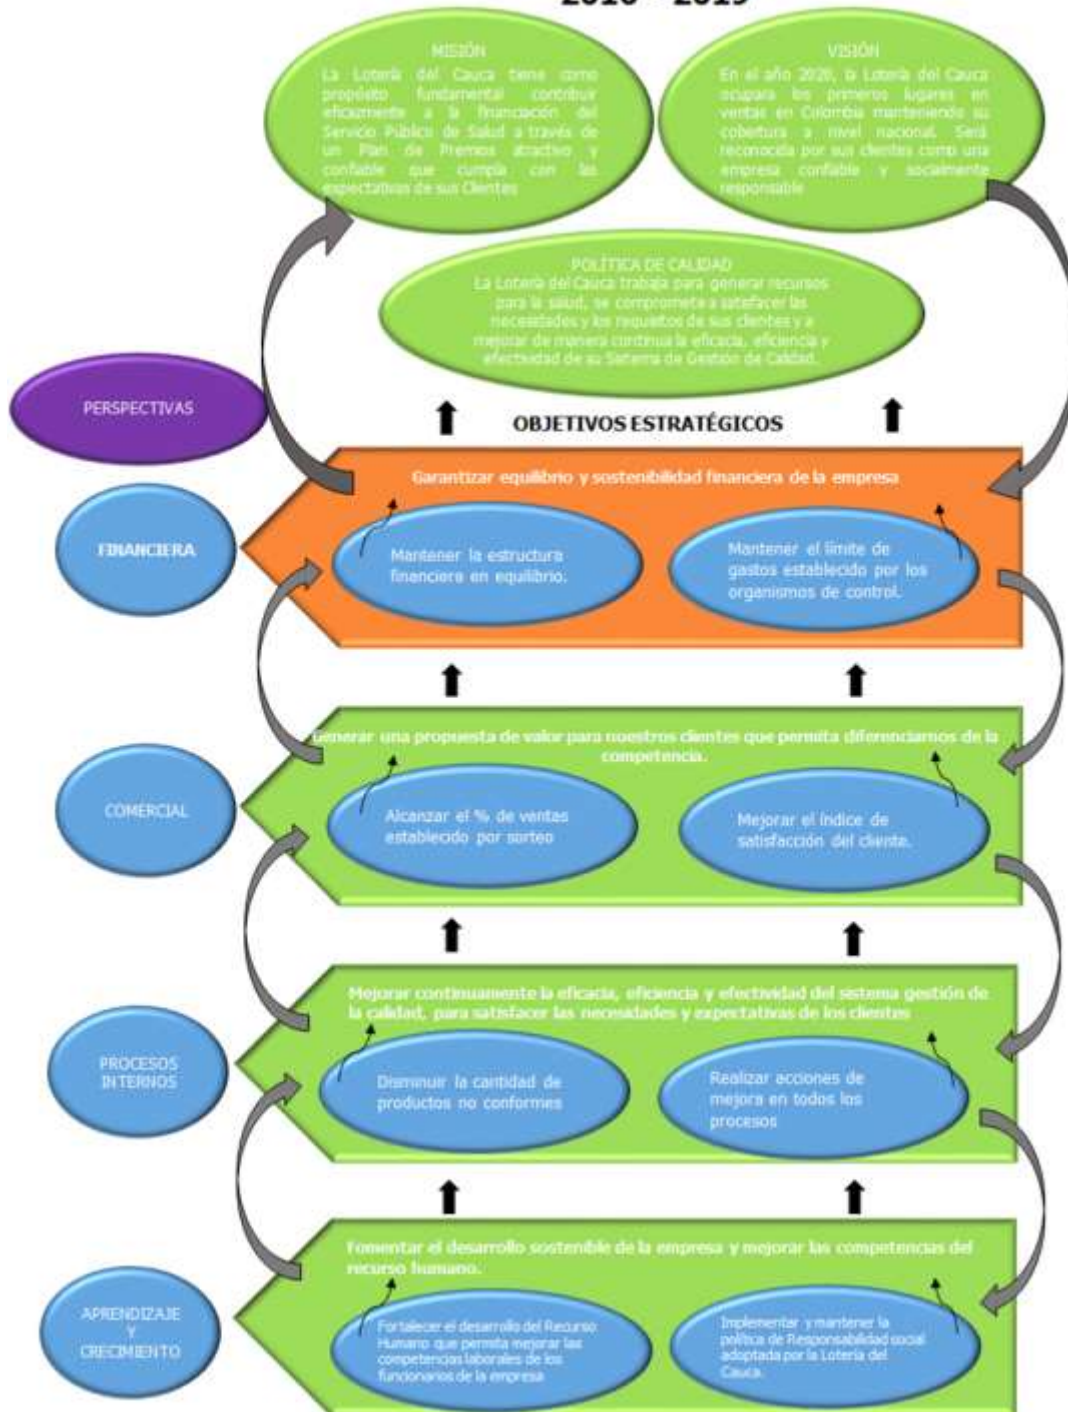 2016 - 2019
MISIÓN
La Lotería del Cauca tiene como
propósito fundamental contribuir
eficazmente a la financiación del
Servicio Público de Salud a través de
un Plan de Premios atractivo y
confiable que cumpla con las
expectativas de sus Clientes
VISIÓN
En el año 2020, la Lotería del Cauca
ocupara los primeros lugares en
ventas en Colombia manteniendo su
cobertura a nivel nacional. Será
reconocida por sus clientes como una
empresa confiable y socialmente
responsable
POLÍTICA DE CALIDAD
La Lotería del Cauca trabaja para generar recursos
para la salud, se compromete a satisfacer las
necesidades y los requisitos de sus clientes y a
mejorar de manera continua la eficacia, eficiencia y
efectividad de su Sistema de Gestión de Calidad.
PERSPECTIVAS
OBJETIVOS ESTRATÉGICOS
Garantizar equilibrio y sostenibilidad financiera de la empresa
FINANCIERA
Mantener la estructura
financiera en equilibrio.
Mantener el límite de
gastos establecido por los
organismos de control.
Generar una propuesta de valor para nuestros clientes que permita diferenciarnos de la
competencia.
COMERCIAL
Alcanzar el % de ventas
establecido por sorteo
Mejorar el índice de
satisfacción del cliente.
Mejorar continuamente la eficacia, eficiencia y efectividad del sistema gestión de
la calidad, para satisfacer las necesidades y expectativas de los clientes
PROCESOS
INTERNOS
Disminuir la cantidad de
productos no conformes
Realizar acciones de
mejora en todos los
procesos
Fomentar el desarrollo sostenible de la empresa y mejorar las competencias del
recurso humano.
APRENDIZAJE
Y
CRECIMIENTO
Fortalecer el desarrollo del Recurso
Humano que permita mejorar las
competencias laborales de los
funcionarios de la empresa
Implementar y mantener la
política de Responsabilidad social
adoptada por la Lotería del
Cauca.